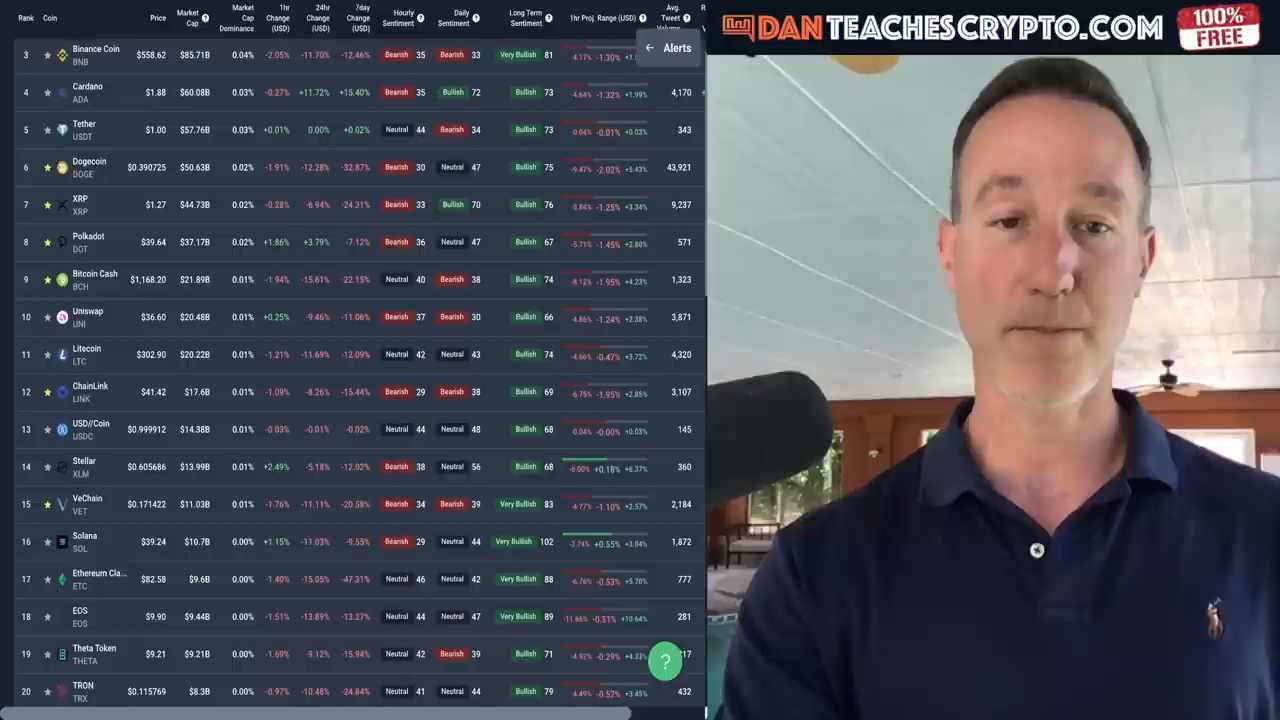 Rank Coin Price Market Cap ? Market Cap Dominance 1hr Change (USD) 24hr Change (USD) 7day Change (USD) Hourly Sentiment ? Daily Sentiment ? Long Term Sentiment ? 1hr Proj. Range (USD) ? Avg. Tweet ?
DANTEACHESCRYPTO.COM 100% FREE
← Alerts
3 Binance Coin BNB $558.62 $85.71B 0.04% -2.05% -11.70% -12.46% Bearish 35 Bearish 33 Very Bullish 81 -4.17% -1.30%
4 Cardano ADA $1.88 $60.08B 0.03% -0.27% +11.72% +15.40% Bearish 35 Bullish 72 Bullish 73 -4.64% -1.32% +1.99% 4,170
5 Tether USDT $1.00 $57.76B 0.03% +0.01% 0.00% +0.02% Neutral 44 Bearish 34 Bullish 73 -0.04% -0.01% +0.03% 343
6 Dogecoin DOGE $0.390725 $50.63B 0.02% -1.91% -12.28% -32.87% Bearish 30 Neutral 47 Bullish 75 -9.47% -2.02% +5.43% 43,921
7 XRP XRP $1.27 $44.73B 0.02% -0.28% -6.94% -24.31% Bearish 33 Bullish 70 Bullish 76 -5.84% -1.25% +3.34% 9,237
8 Polkadot DOT $39.64 $37.17B 0.02% +1.86% +3.79% -7.12% Bearish 36 Neutral 47 Bullish 67 -5.71% -1.45% +2.80% 571
9 Bitcoin Cash BCH $1,168.20 $21.89B 0.01% -1.94% -15.61% -22.15% Neutral 40 Bearish 38 Bullish 74 -8.12% -1.95% +4.23% 1,323
10 Uniswap UNI $36.60 $20.48B 0.01% +0.25% -9.46% -11.06% Bearish 37 Bearish 30 Bullish 66 -4.86% -1.24% +2.38% 3,871
11 Litecoin LTC $302.90 $20.22B 0.01% -1.21% -11.69% -12.09% Neutral 42 Neutral 43 Bullish 74 -4.66% -0.47% +3.72% 4,320
12 ChainLink LINK $41.42 $17.6B 0.01% -1.09% -8.26% -15.44% Bearish 29 Bearish 38 Bullish 69 -6.75% -1.95% +2.85% 3,107
13 USD//Coin USDC $0.999912 $14.38B 0.01% -0.03% -0.01% -0.02% Neutral 44 Neutral 48 Bullish 68 0.04% -0.00% +0.03% 145
14 Stellar XLM $0.605686 $13.99B 0.01% +2.49% -5.18% -12.02% Bearish 38 Neutral 56 Bullish 68 -6.00% +0.18% +6.37% 360
15 VeChain VET $0.171422 $11.03B 0.01% -1.76% -11.11% -20.58% Bearish 34 Bearish 39 Very Bullish 83 -4.77% -1.10% +2.57% 2,184
16 Solana SOL $39.24 $10.7B 0.00% +1.15% -11.03% -9.55% Bearish 29 Neutral 44 Very Bullish 102 -2.74% +0.55% +3.84% 1,872
17 Ethereum Cla... ETC $82.58 $9.6B 0.00% -1.40% -15.05% -47.31% Neutral 46 Neutral 42 Very Bullish 88 -6.76% -0.53% +5.70% 777
18 EOS EOS $9.90 $9.44B 0.00% -1.51% -13.89% -13.27% Neutral 44 Neutral 47 Very Bullish 89 -11.66% -0.51% +10.64% 281
19 Theta Token THETA $9.21 $9.21B 0.00% -1.69% -9.12% -15.94% Neutral 42 Bearish 39 Bullish 71 -4.92% -0.29% +4.33% ?
20 TRON TRX $0.115769 $8.3B 0.00% -0.97% -10.48% -24.84% Neutral 41 Neutral 44 Bullish 79 -4.49% -0.52% +3.45% 432